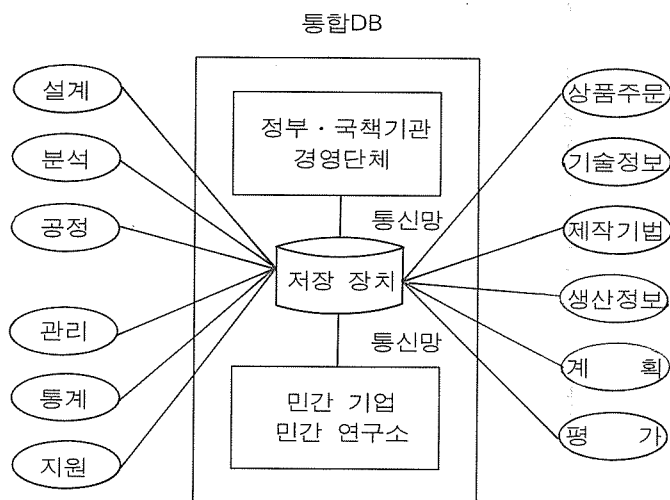 통합DB
설계
분석
공정
관리
통계
지원
정부 · 국책기관
경영단체
통신망
저장 장치
통신망
민간 기업
민간 연구소
상품주문
기술정보
제작기법
생산정보
계 획
평 가